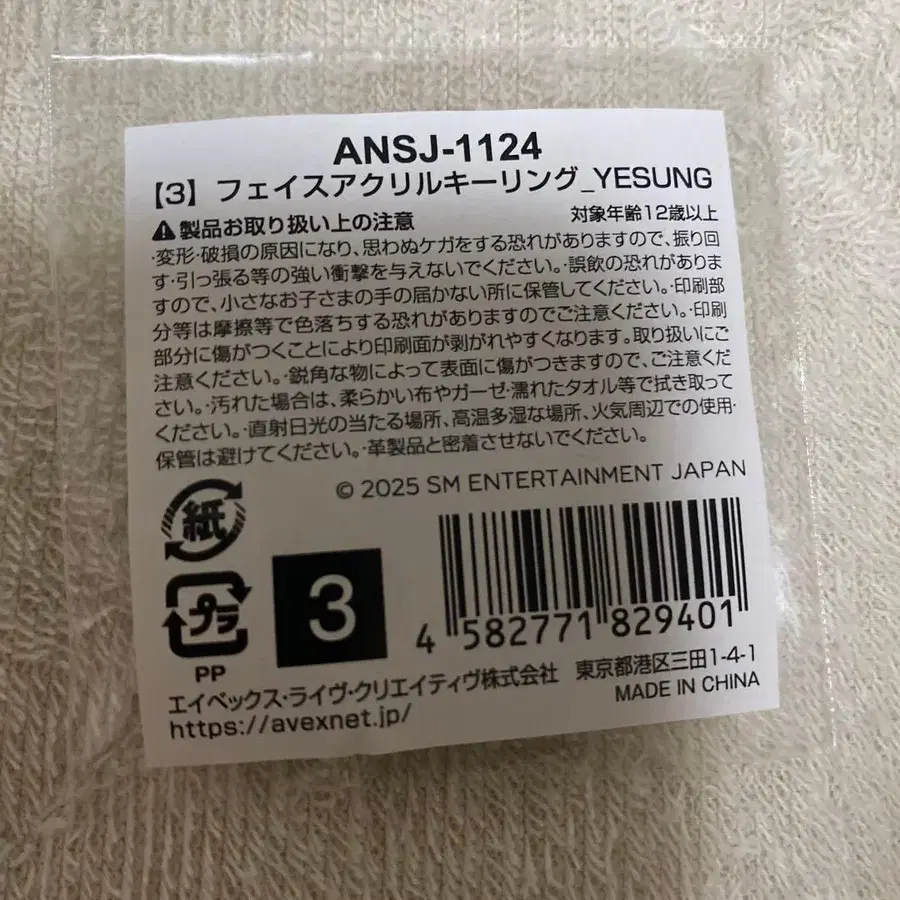 ANSJ-1124
【3】フェイスアクリルキーリング_YESUNG
⚠製品お取り扱い上の注意 対象年齢12歳以上
・変形・破損の原因になり、思わぬケガをする恐れがありますので、振り回
す・引っ張る等の強い衝撃を与えないでください。・誤飲の恐れがありま
すので、小さなお子さまの手の届かない所に保管してください。・印刷部
分等は摩擦等で色落ちする恐れがありますのでご注意ください。・印刷
部分に傷がつくことにより印刷面が剥がれやすくなります。取り扱いにご
注意ください。・鋭角な物によって表面に傷がつきますので、ご注意くだ
さい。・汚れた場合は、柔らかい布やガーゼ・濡れたタオル等で拭き取って
ください。・直射日光の当たる場所、高温多湿な場所、火気周辺での使用・
保管は避けてください。・革製品と密着させないでください。
© 2025 SM ENTERTAINMENT JAPAN
紙
プラ
PP
3
4 582771 829401
エイベックス・ライヴ・クリエイティヴ株式会社 東京都港区三田1-4-1
https://avexnet.jp/ MADE IN CHINA